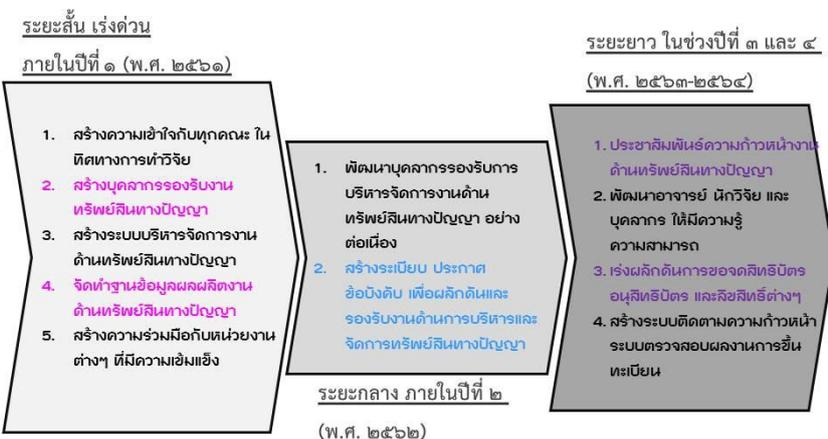 ระยะสั้น เร่งด่วน
ภายในปีที่ ๑ (พ.ศ. ๒๕๖๑)
1. สร้างความเข้าใจกับทุกคณะ ใน
ทิศทางการทำวิจัย
2. สร้างบุคลากรรองรับงาน
ทรัพย์สินทางปัญญา
3. สร้างระบบบริหารจัดการงาน
ด้านทรัพย์สินทางปัญญา
4. จัดทำฐานข้อมูลผลผลิตงาน
ด้านทรัพย์สินทางปัญญา
5. สร้างความร่วมมือกับหน่วยงาน
ต่างๆ ที่มีความเข้มแข็ง
1. พัฒนาบุคลากรรองรับการ
บริหารจัดการงานด้าน
ทรัพย์สินทางปัญญา อย่าง
ต่อเนื่อง
2. สร้างระเบียบ ประกาศ
ข้อบังคับ เพื่อผลักดันและ
รองรับงานด้านการบริหารและ
จัดการทรัพย์สินทางปัญญา
ระยะกลาง ภายในปีที่ ๒
(พ.ศ. ๒๕๖๒)
ระยะยาว ในช่วงปีที่ ๓ และ ๔
(พ.ศ. ๒๕๖๓-๒๕๖๔)
1. ประชาสัมพันธ์ความก้าวหน้างาน
ด้านทรัพย์สินทางปัญญา
2. พัฒนาอาจารย์ นักวิจัย และ
บุคลากร ให้มีความรู้
ความสามารถ
3. เร่งผลักดันการขอจดสิทธิบัตร
อนุสิทธิบัตร และลิขสิทธิ์ต่างๆ
4. สร้างระบบติดตามความก้าวหน้า
ระบบตรวจสอบผลงานการขึ้น
ทะเบียน